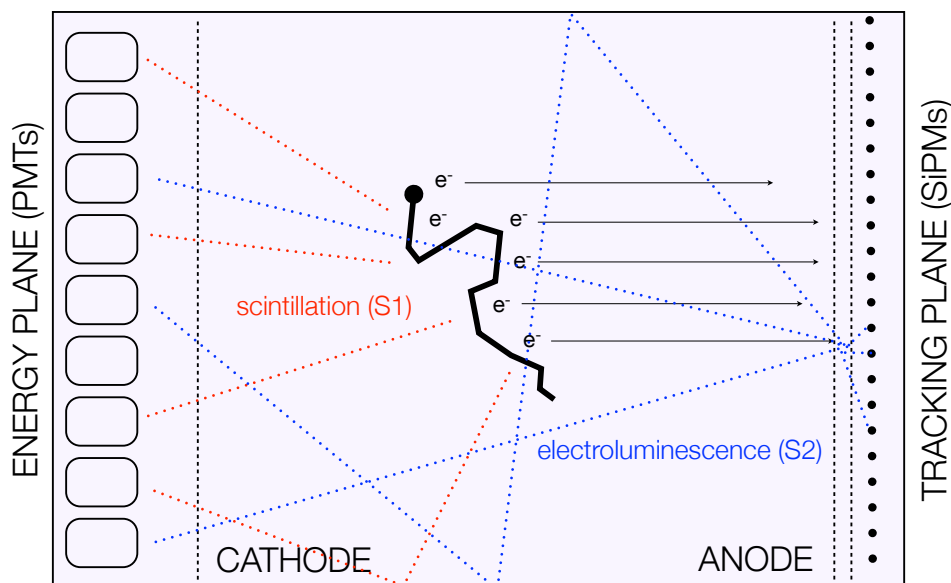 ENERGY PLANE (PMTs)
TRACKING PLANE (SiPMs)
e-
e-
e-
e-
scintillation (S1)
e-
e-
electroluminescence (S2)
CATHODE
ANODE